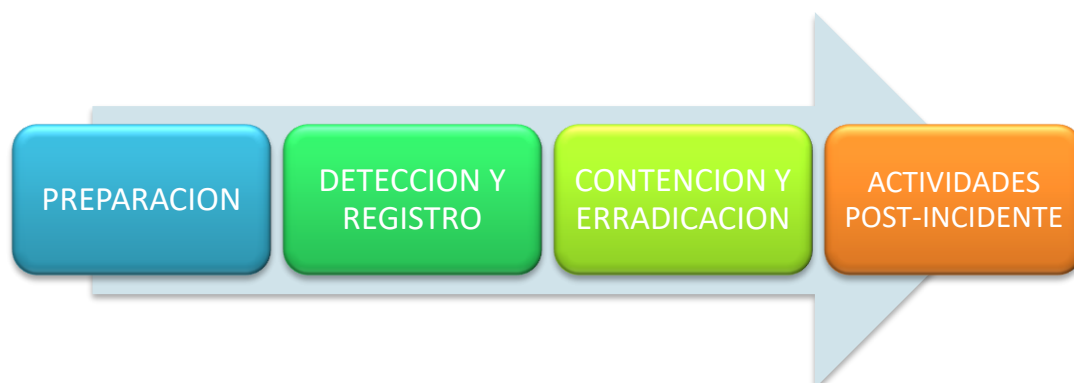 PREPARACION
DETECCION Y
REGISTRO
CONTENCION Y
ERRADICACION
ACTIVIDADES
POST-INCIDENTE